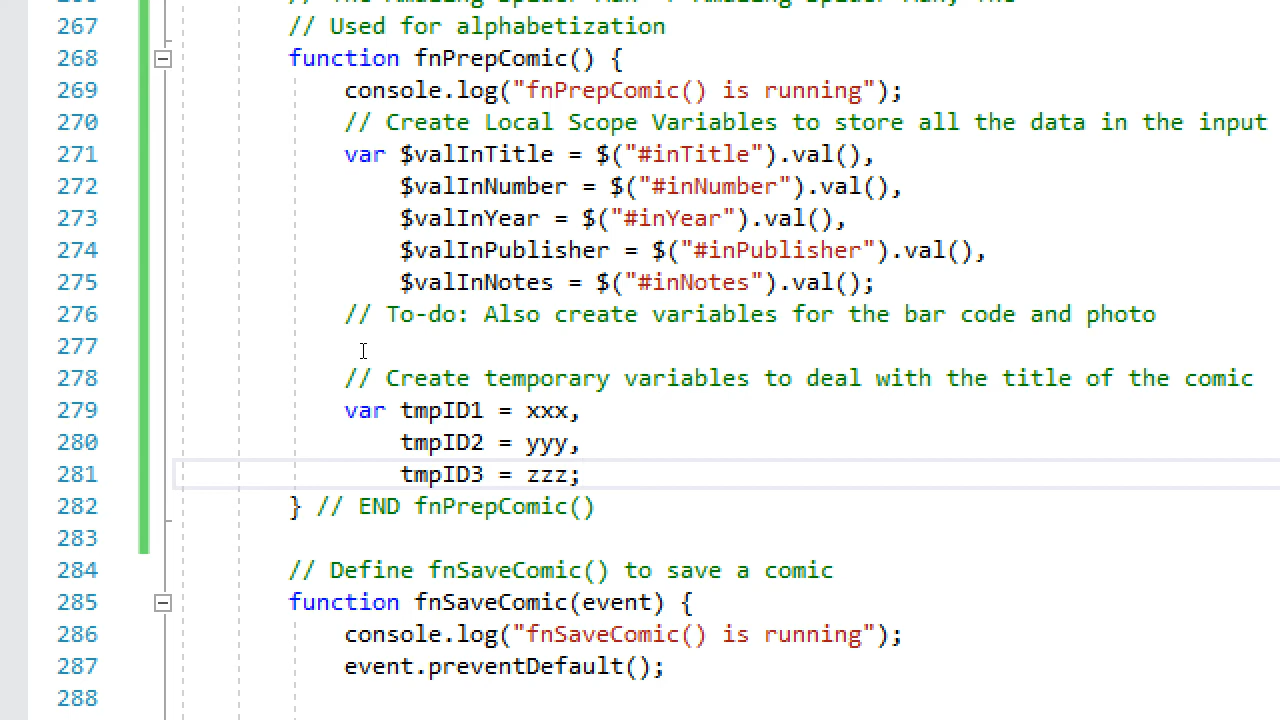 267 // Used for alphabetization
268 function fnPrepComic() {
269 console.log("fnPrepComic() is running");
270 // Create Local Scope Variables to store all the data in the input
271 var $valInTitle = $("#inTitle").val(),
272 $valInNumber = $("#inNumber").val(),
273 $valInYear = $("#inYear").val(),
274 $valInPublisher = $("#inPublisher").val(),
275 $valInNotes = $("#inNotes").val();
276 // To-do: Also create variables for the bar code and photo
277
278 // Create temporary variables to deal with the title of the comic
279 var tmpID1 = xxx,
280 tmpID2 = yyy,
281 tmpID3 = zzz;
282 } // END fnPrepComic()
283
284 // Define fnSaveComic() to save a comic
285 function fnSaveComic(event) {
286 console.log("fnSaveComic() is running");
287 event.preventDefault();
288